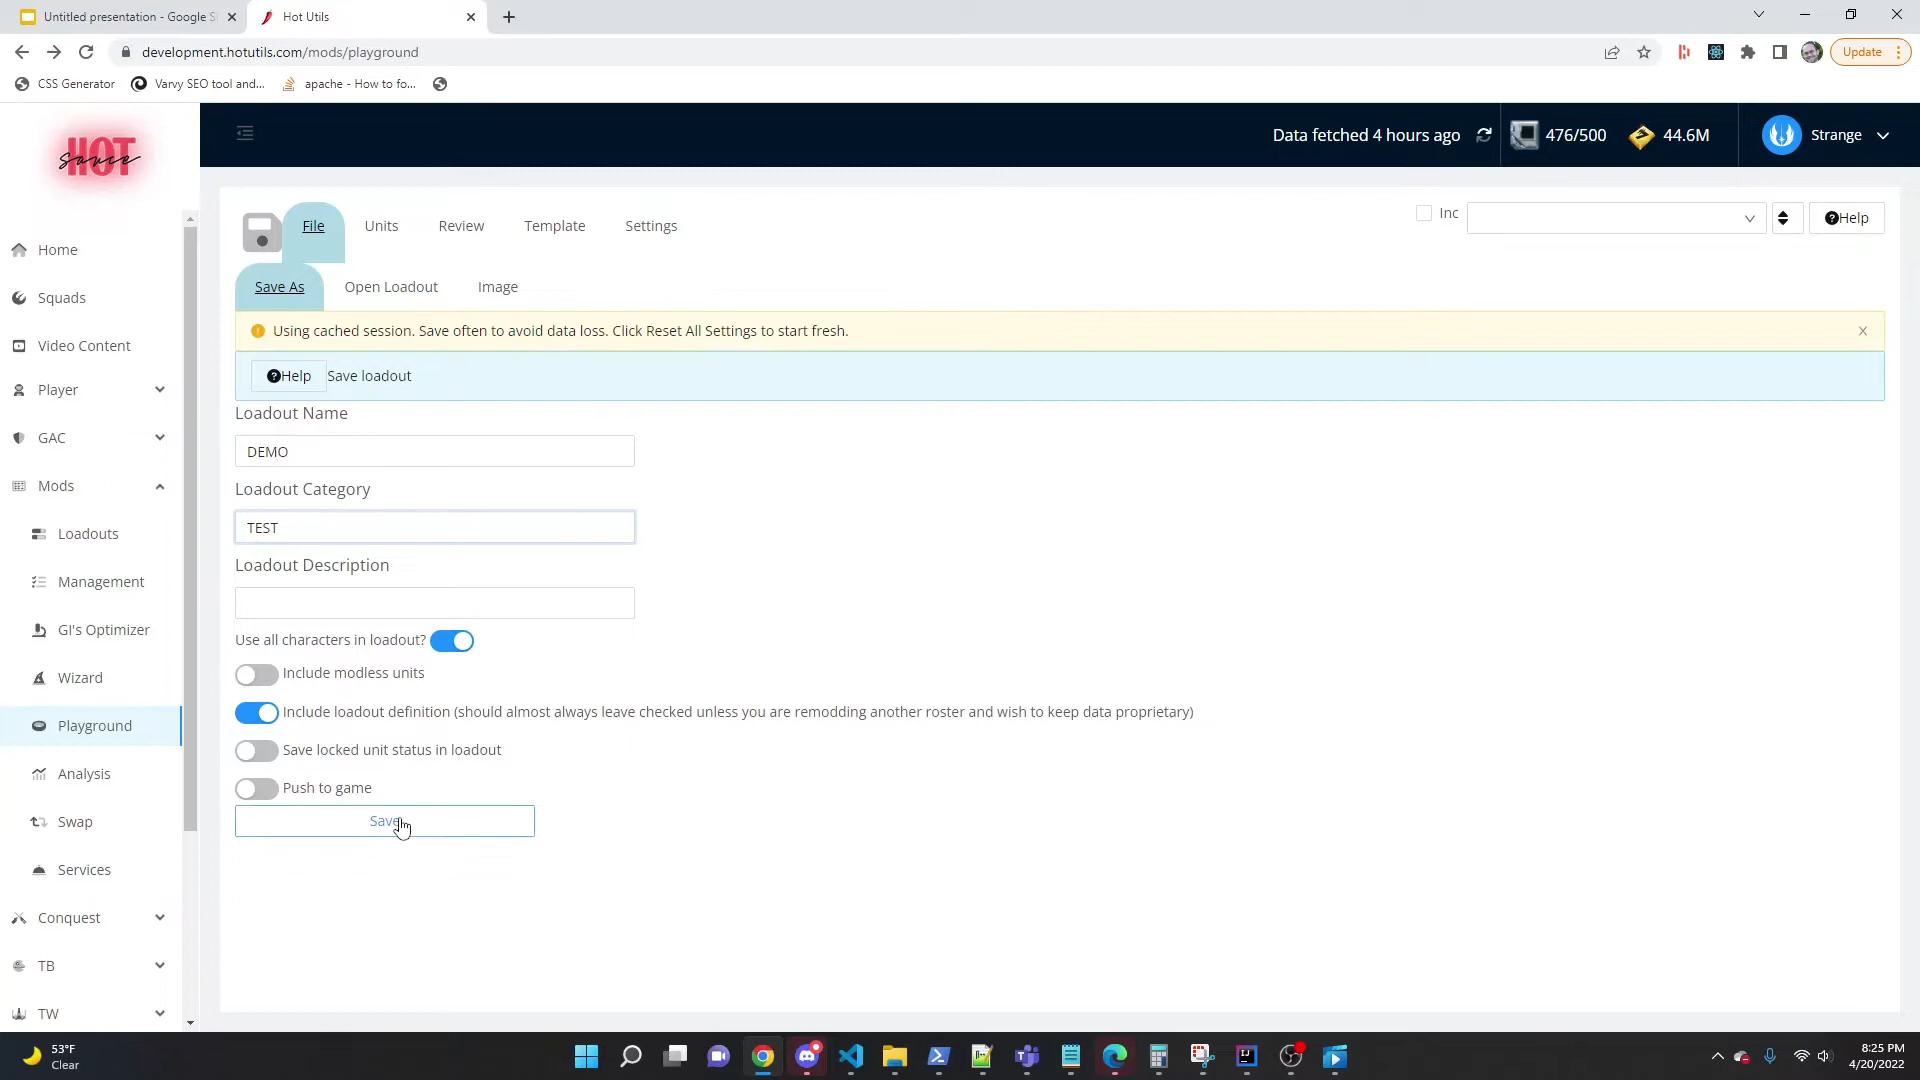 Untitled presentation - Google S
Hot Utils
development.hotutils.com/mods/playground
Update
CSS Generator
Varvy SEO tool and...
apache - How to fo...
HOT
sauce
Data fetched 4 hours ago
476/500
44.6M
Strange
Home
Squads
Video Content
Player
GAC
Mods
Loadouts
Management
GI's Optimizer
Wizard
Playground
Analysis
Swap
Services
Conquest
TB
TW
File
Units
Review
Template
Settings
Inc
Help
Save As
Open Loadout
Image
Using cached session. Save often to avoid data loss. Click Reset All Settings to start fresh.
Help
Save loadout
Loadout Name
DEMO
Loadout Category
TEST
Loadout Description
Use all characters in loadout?
Include modless units
Include loadout definition (should almost always leave checked unless you are remodding another roster and wish to keep data proprietary)
Save locked unit status in loadout
Push to game
Save
53°F
Clear
8:25 PM
4/20/2022